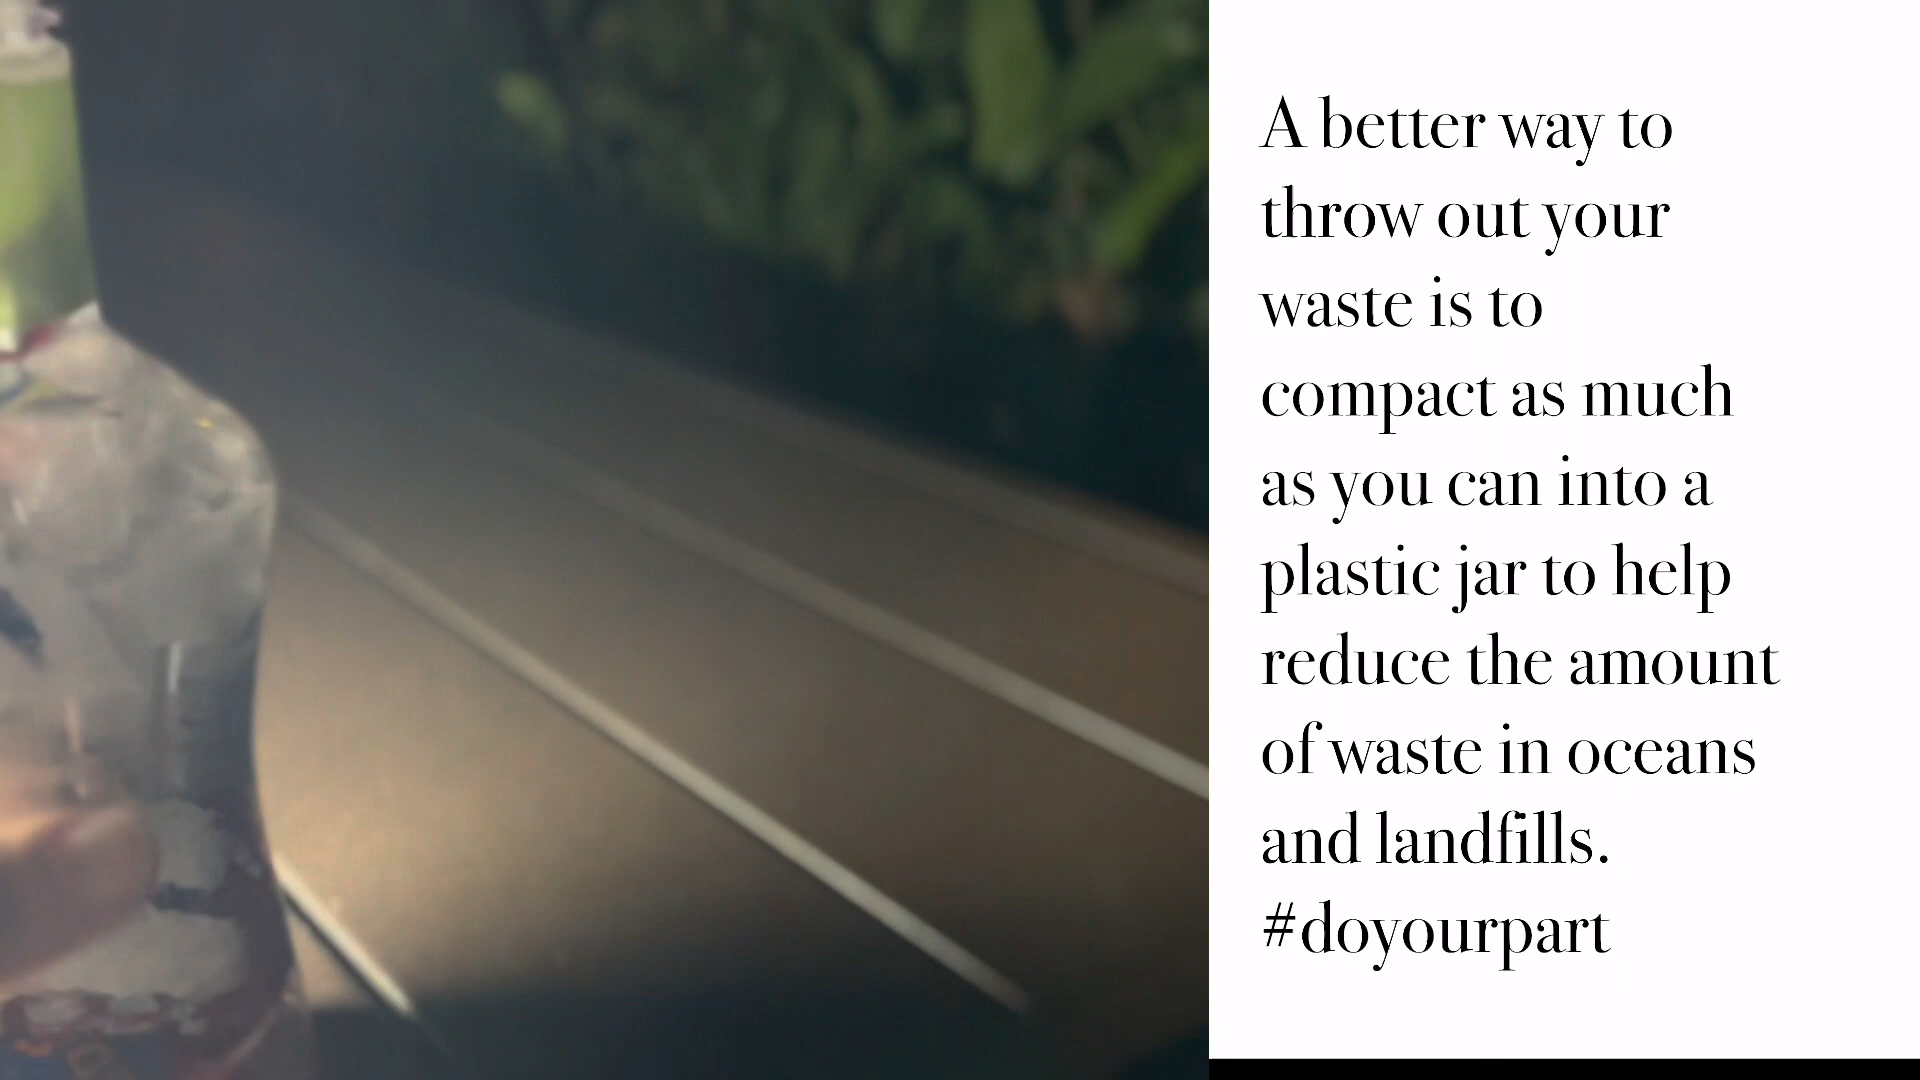 A better way to
throw out your
waste is to
compact as much
as you can into a
plastic jar to help
reduce the amount
of waste in oceans
and landfills.
#doyourpart